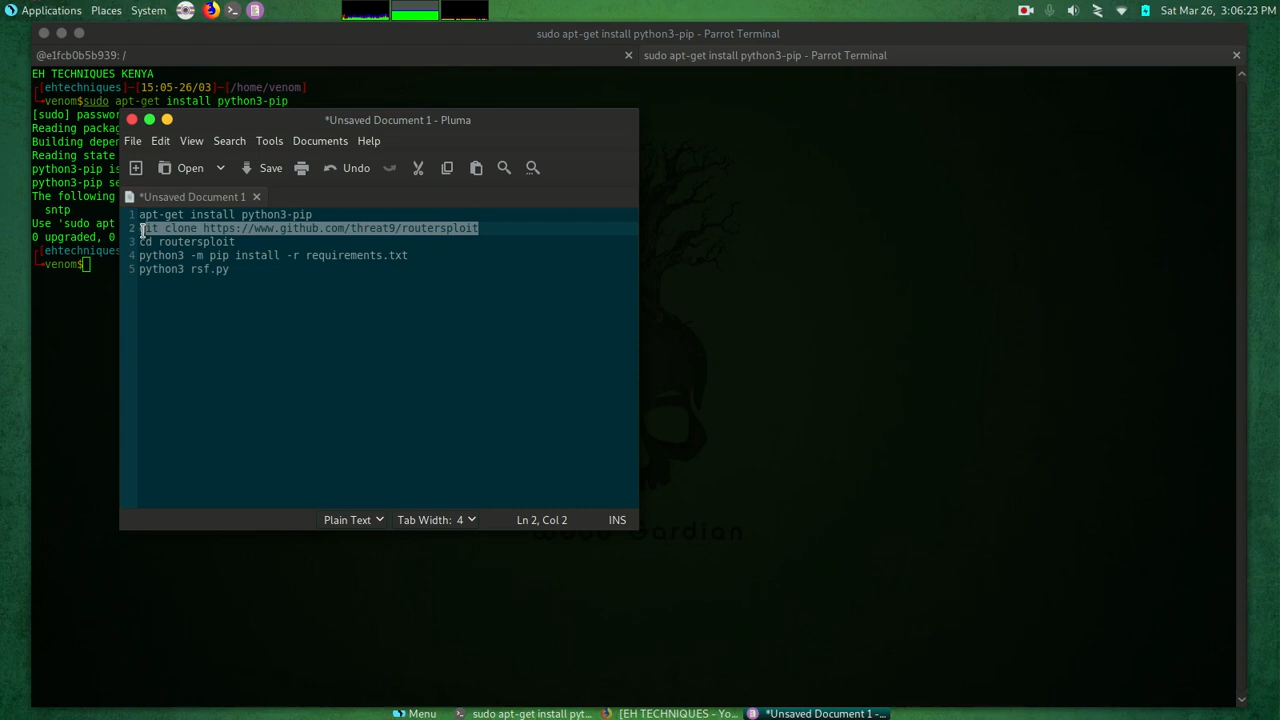 Applications Places System
Sat Mar 26, 3:06:23 PM
sudo apt-get install python3-pip - Parrot Terminal
@e1fcb0b5b939: /
sudo apt-get install python3-pip - Parrot Terminal
EH TECHNIQUES KENYA
[ehtechniques]-[15:05-26/03]-[/home/venom]
venom$sudo apt-get install python3-pip
[sudo] passwor
Reading packag
Building depen
Reading state
python3-pip is
python3-pip se
The following
sntp
Use 'sudo apt
0 upgraded, 0
[ehtechniques
venom$
*Unsaved Document 1 - Pluma
File Edit View Search Tools Documents Help
Open Save Undo
*Unsaved Document 1
1 apt-get install python3-pip
2 git clone https://www.github.com/threat9/routersploit
3 cd routersploit
4 python3 -m pip install -r requirements.txt
5 python3 rsf.py
Plain Text Tab Width: 4 Ln 2, Col 2 INS
Menu sudo apt-get install pyt... [EH TECHNIQUES - Yo... *Unsaved Document 1 -...